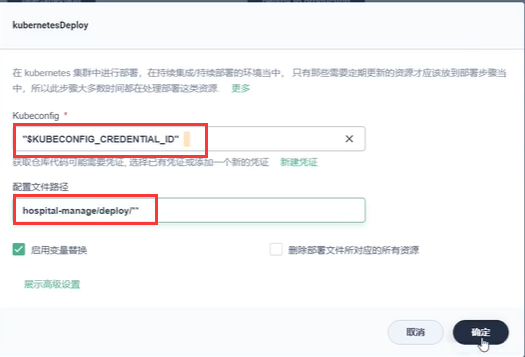 kubernetesDeploy
在 kubernetes 集群中进行部署，在持续集成/持续部署的环境当中， 只有那些需要定期更新的资源才应该放到部署步骤当
中，所以此步骤大多数时间都在处理部署这类资源. 更多
Kubeconfig *
"$KUBECONFIG_CREDENTIAL_ID"
获取仓库代码可能需要凭证, 选择已有凭证或添加一个新的凭证 新建凭证
配置文件路径
hospital-manage/deploy/""
启用变量替换 删除部署文件所对应的所有资源
展示高级设置
取消 确定